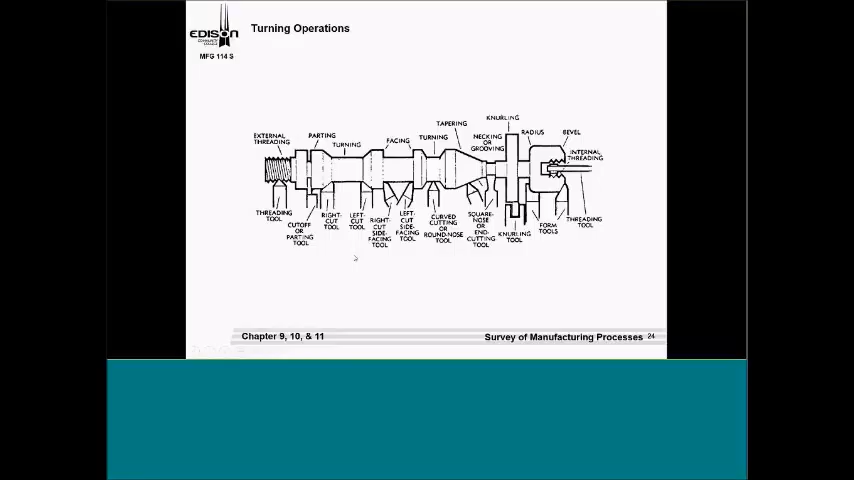 EDISON
COMMUNITY
COLLEGE
MFG 114 S
Turning Operations
KNURLING
TAPERING
EXTERNAL
THREADING
PARTING
TURNING
FACING
TURNING
NECKING
OR
GROOVING
RADIUS
BEVEL
INTERNAL
THREADING
THREADING
TOOL
CUTOFF
OR
PARTING
TOOL
RIGHT-
CUT
TOOL
LEFT-
CUT
TOOL
RIGHT-
CUT
SIDE-
FACING
TOOL
LEFT-
CUT
SIDE-
FACING
TOOL
CURVED
CUTTING
OR
ROUND-NOSE
TOOL
SQUARE-
NOSE
OR
END-
CUTTING
TOOL
KNURLING
TOOL
FORM
TOOLS
THREADING
TOOL
Chapter 9, 10, & 11
Survey of Manufacturing Processes 24